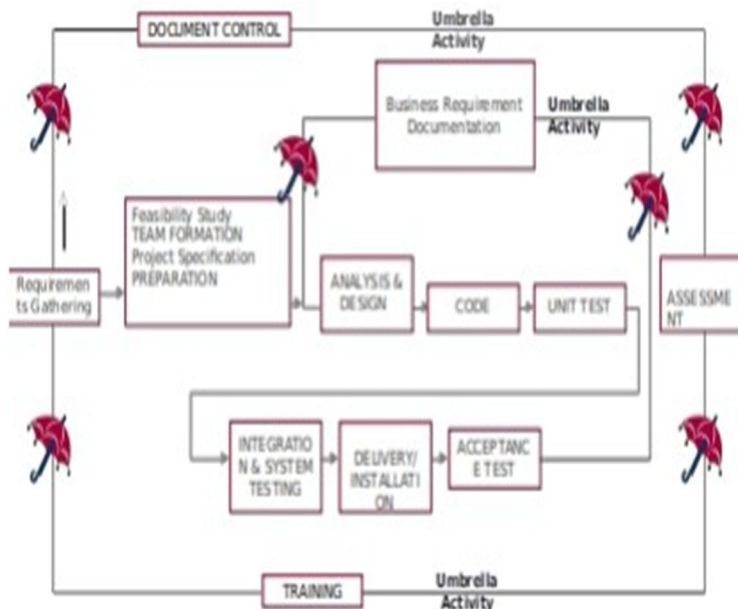 DOCUMENT CONTROL
Umbrella
Activity
Business Requirement
Documentation
Umbrella
Activity
Feasibility Study
TEAM FORMATION
Project Specification
PREPARATION
Requiremen
ts Gathering
ANALYSIS &
DESIGN
CODE
UNIT TEST
ASSESSME
NT
INTEGRATIO
N & SYSTEM
TESTING
DELIVERY/
INSTALLATI
ON
ACCEPTANC
E TEST
TRAINING
Umbrella
Activity